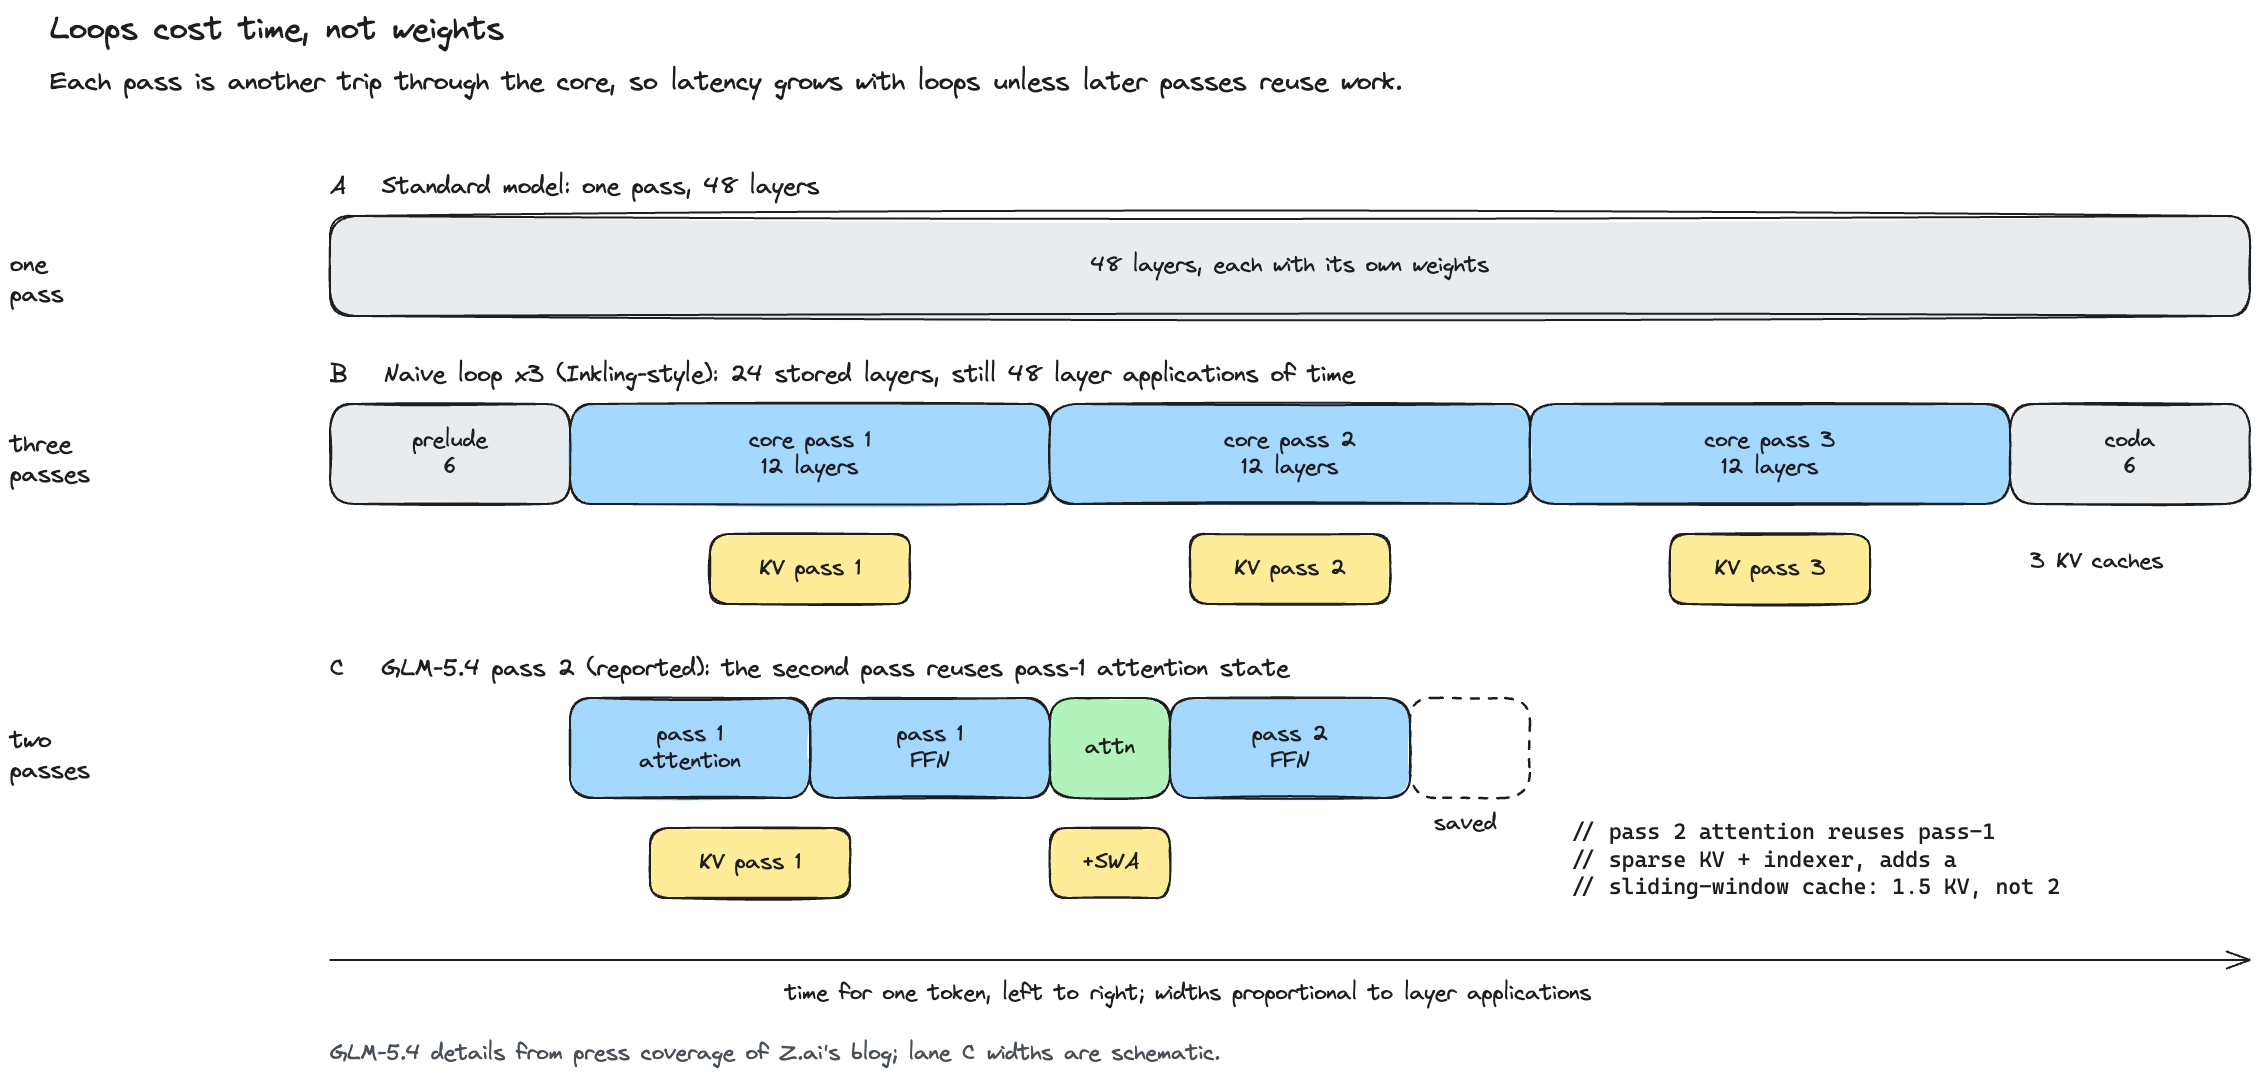 Loops cost time, not weights
Each pass is another trip through the core, so latency grows with loops unless later passes reuse work.
A Standard model: one pass, 48 layers
one
pass
48 layers, each with its own weights
B Naive loop x3 (Inkling-style): 24 stored layers, still 48 layer applications of time
three
passes
prelude
6
core pass 1
12 layers
core pass 2
12 layers
core pass 3
12 layers
coda
6
KV pass 1
KV pass 2
KV pass 3
3 KV caches
C GLM-5.4 pass 2 (reported): the second pass reuses pass-1 attention state
two
passes
pass 1
attention
pass 1
FFN
attn
pass 2
FFN
saved
KV pass 1
+SWA
// pass 2 attention reuses pass-1
// sparse KV + indexer, adds a
// sliding-window cache: 1.5 KV, not 2
time for one token, left to right; widths proportional to layer applications
GLM-5.4 details from press coverage of Z.ai's blog; lane C widths are schematic.